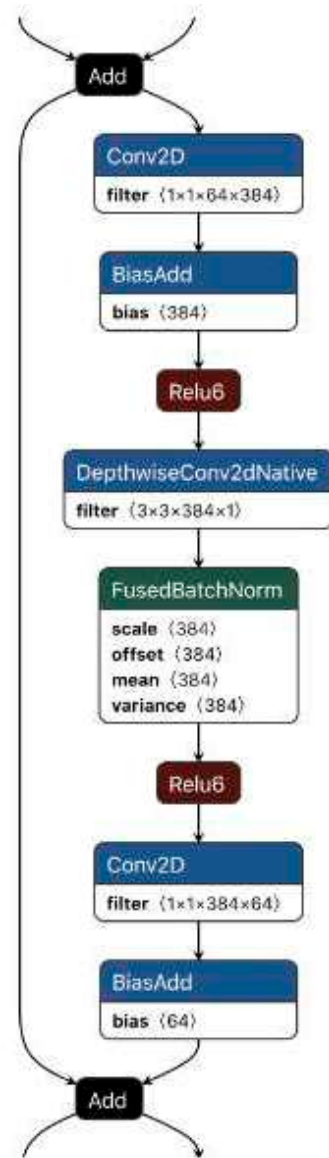 Add
Conv2D
filter ⟨1×1×64×384⟩
BiasAdd
bias ⟨384⟩
Relu6
DepthwiseConv2dNative
filter ⟨3×3×384×1⟩
FusedBatchNorm
scale ⟨384⟩
offset ⟨384⟩
mean ⟨384⟩
variance ⟨384⟩
Relu6
Conv2D
filter ⟨1×1×384×64⟩
BiasAdd
bias ⟨64⟩
Add